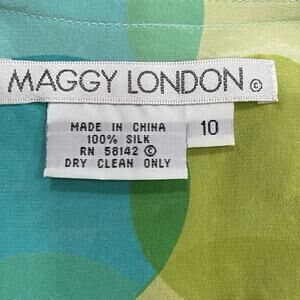 MAGGY LONDON ©
MADE IN CHINA
100% SILK
RN 58142 ©
DRY CLEAN ONLY
10